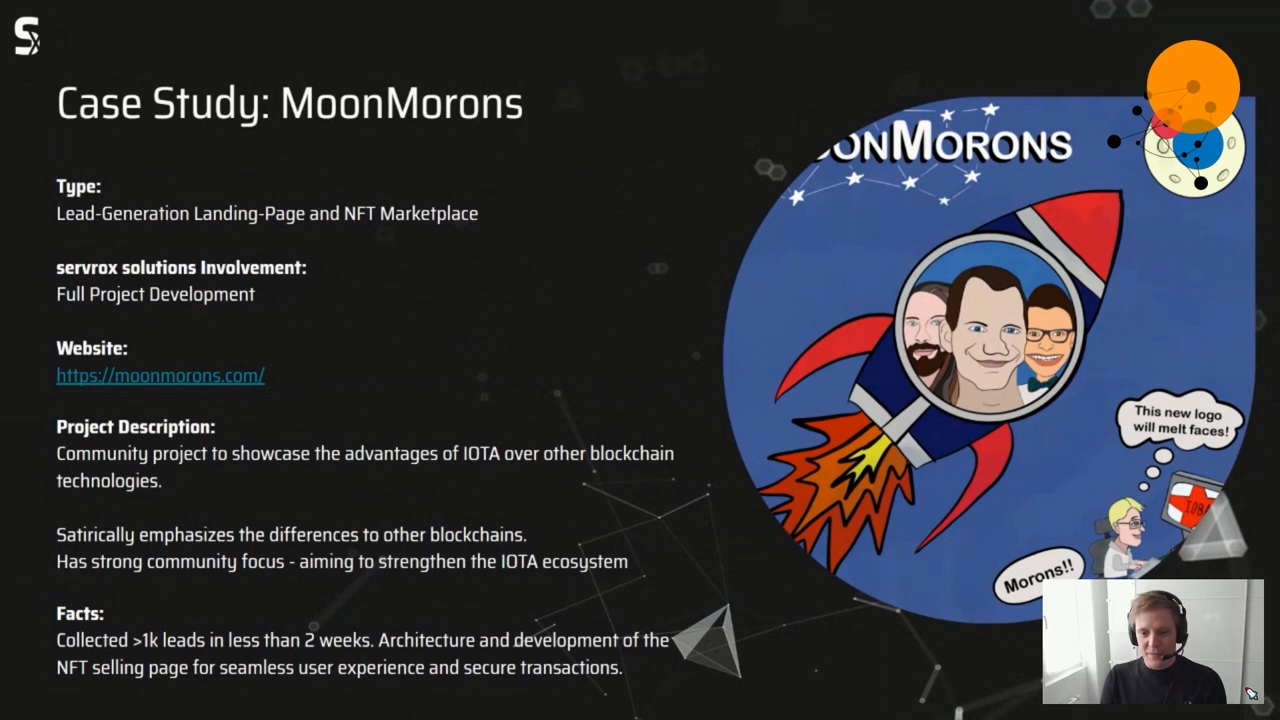 Case Study: MoonMorons
Type:
Lead-Generation Landing-Page and NFT Marketplace
servrox solutions Involvement:
Full Project Development
Website:
https://moonmorons.com/
Project Description:
Community project to showcase the advantages of IOTA over other blockchain
technologies.
Satirically emphasizes the differences to other blockchains.
Has strong community focus - aiming to strengthen the IOTA ecosystem
Facts:
Collected >1k leads in less than 2 weeks. Architecture and development of the
NFT selling page for seamless user experience and secure transactions.
ONMORONS
This new logo
will melt faces!
Morons!!